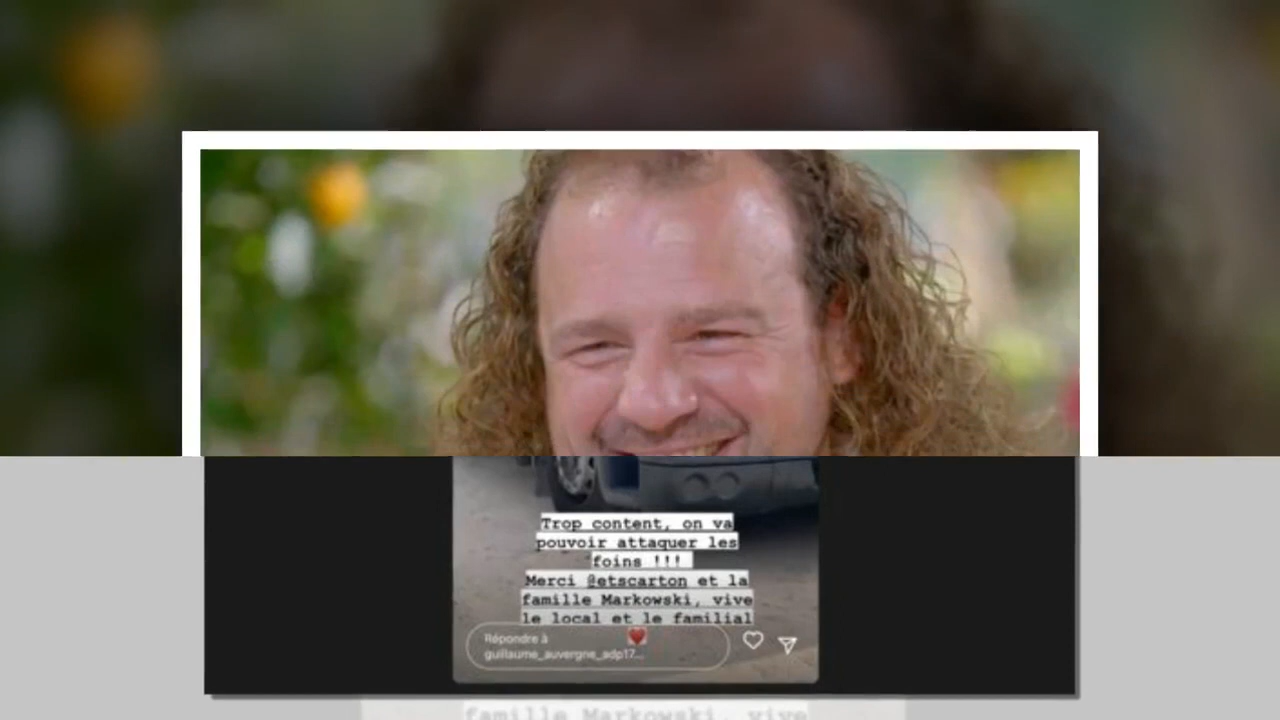 Trop content, on va
pouvoir attaquer les
foins !!!
Merci @etscarton et la
famille Markowski, vive
le local et le familial
Répondre à
guillaume_auvergne_adp17...
famille Markowski, vive